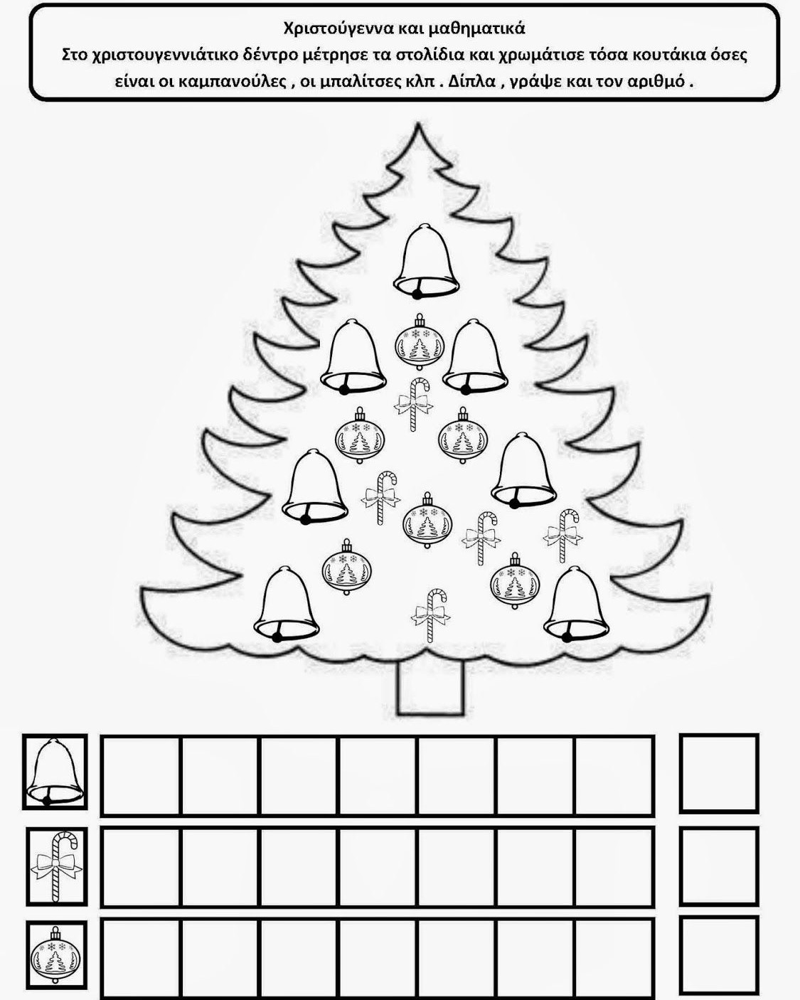 Χριστούγεννα και μαθηματικά
Στο χριστουγεννιάτικο δέντρο μέτρησε τα στολίδια και χρωμάτισε τόσα κουτάκια όσες
είναι οι καμπανούλες , οι μπαλίτσες κλπ . Δίπλα , γράψε και τον αριθμό .